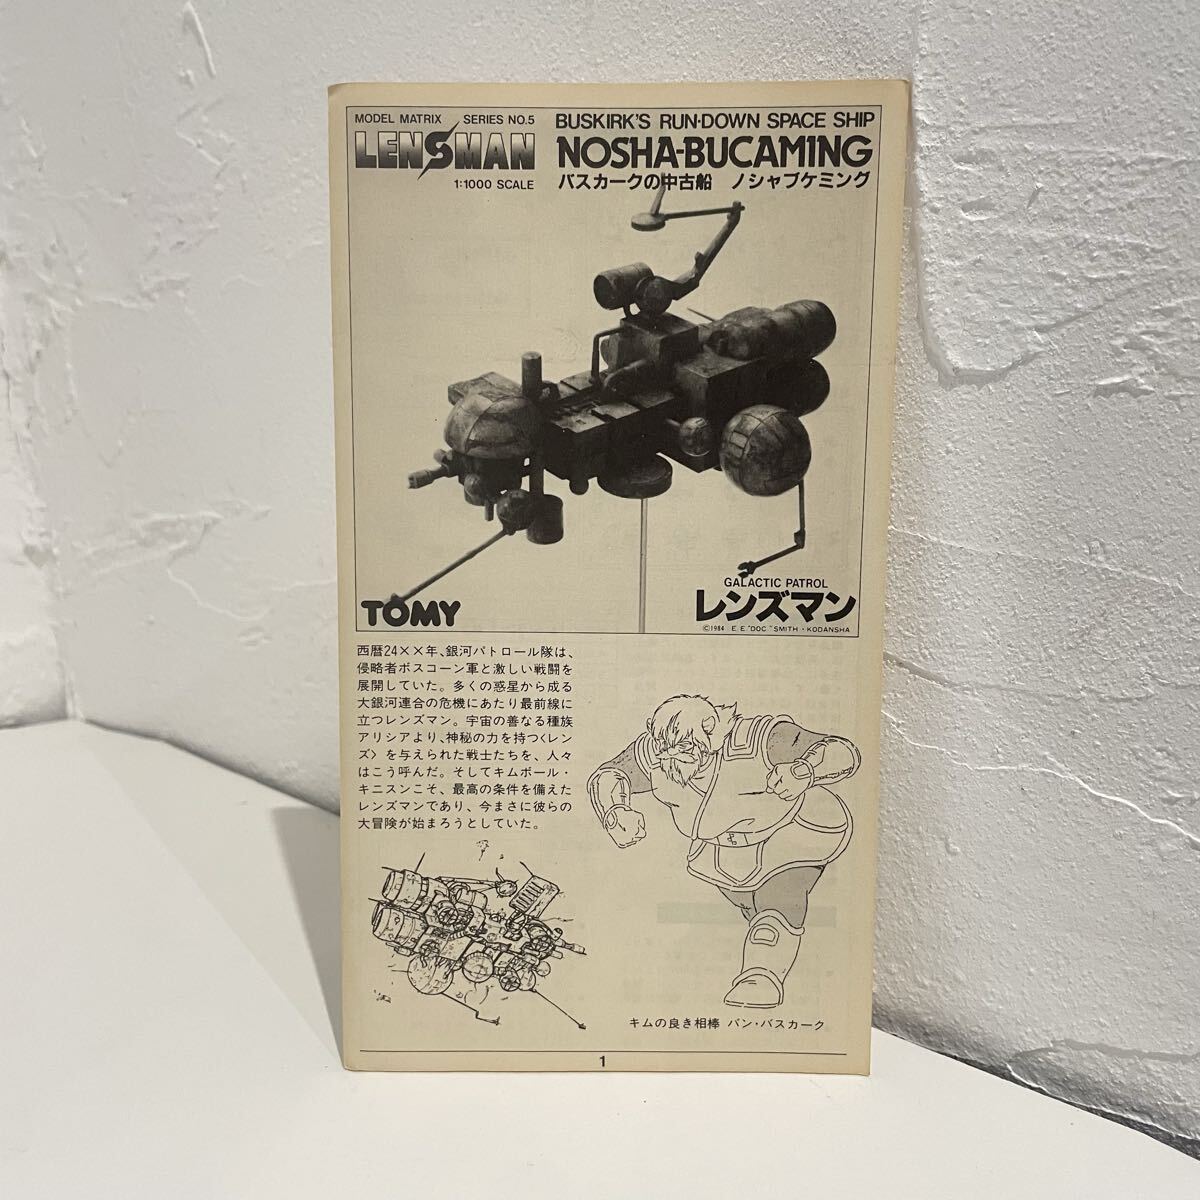 MODEL MATRIX SERIES NO.5
LENSMAN
1:1000 SCALE
BUSKIRK'S RUN-DOWN SPACE SHIP
NOSHA-BUCAMING
バスカークの中古船 ノシャブケミング
TOMY
GALACTIC PATROL
レンズマン
©1984 E.E."DOC."SMITH・KODANSHA
西暦24××年、銀河パトロール隊は、
侵略者ボスコーン軍と激しい戦闘を
展開していた。多くの惑星から成る
大銀河連合の危機にあたり最前線に
立つレンズマン。宇宙の善なる種族
アリシアより、神秘の力を持つ〈レン
ズ〉を与えられた戦士たちを、人々
はこう呼んだ。そしてキムボール・
キニスンこそ、最高の条件を備えた
レンズマンであり、今まさに彼らの
大冒険が始まろうとしていた。
キムの良き相棒 バン・バスカーク
1